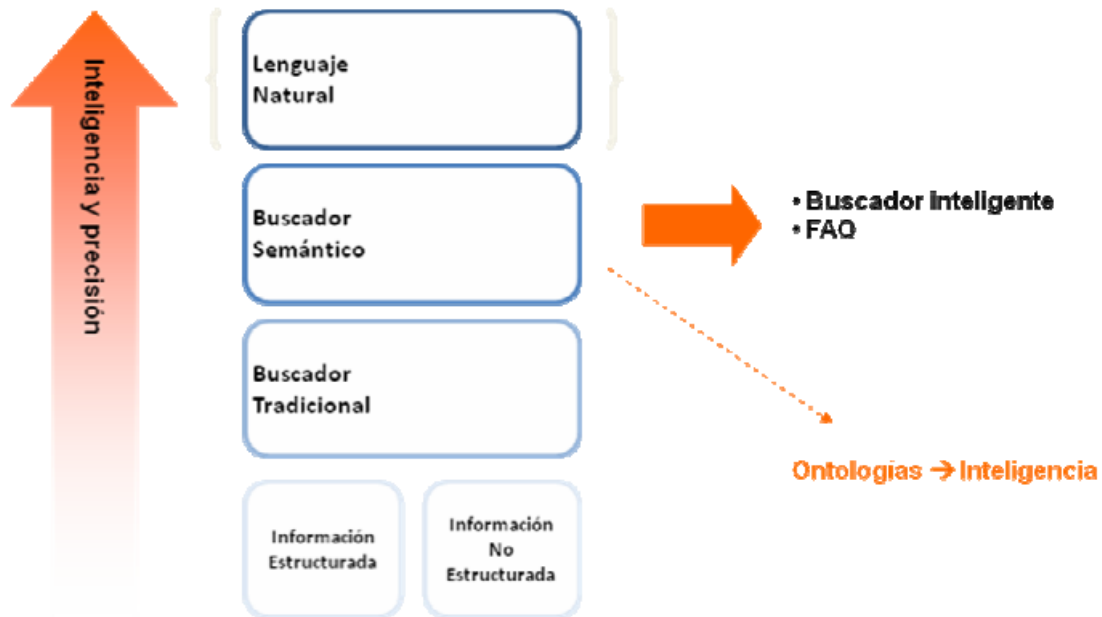 Inteligencia y precisión
Lenguaje
Natural
Buscador
Semántico
• Buscador Inteligente
• FAQ
Buscador
Tradicional
Ontologías → Inteligencia
Información
Estructurada
Información
No
Estructurada